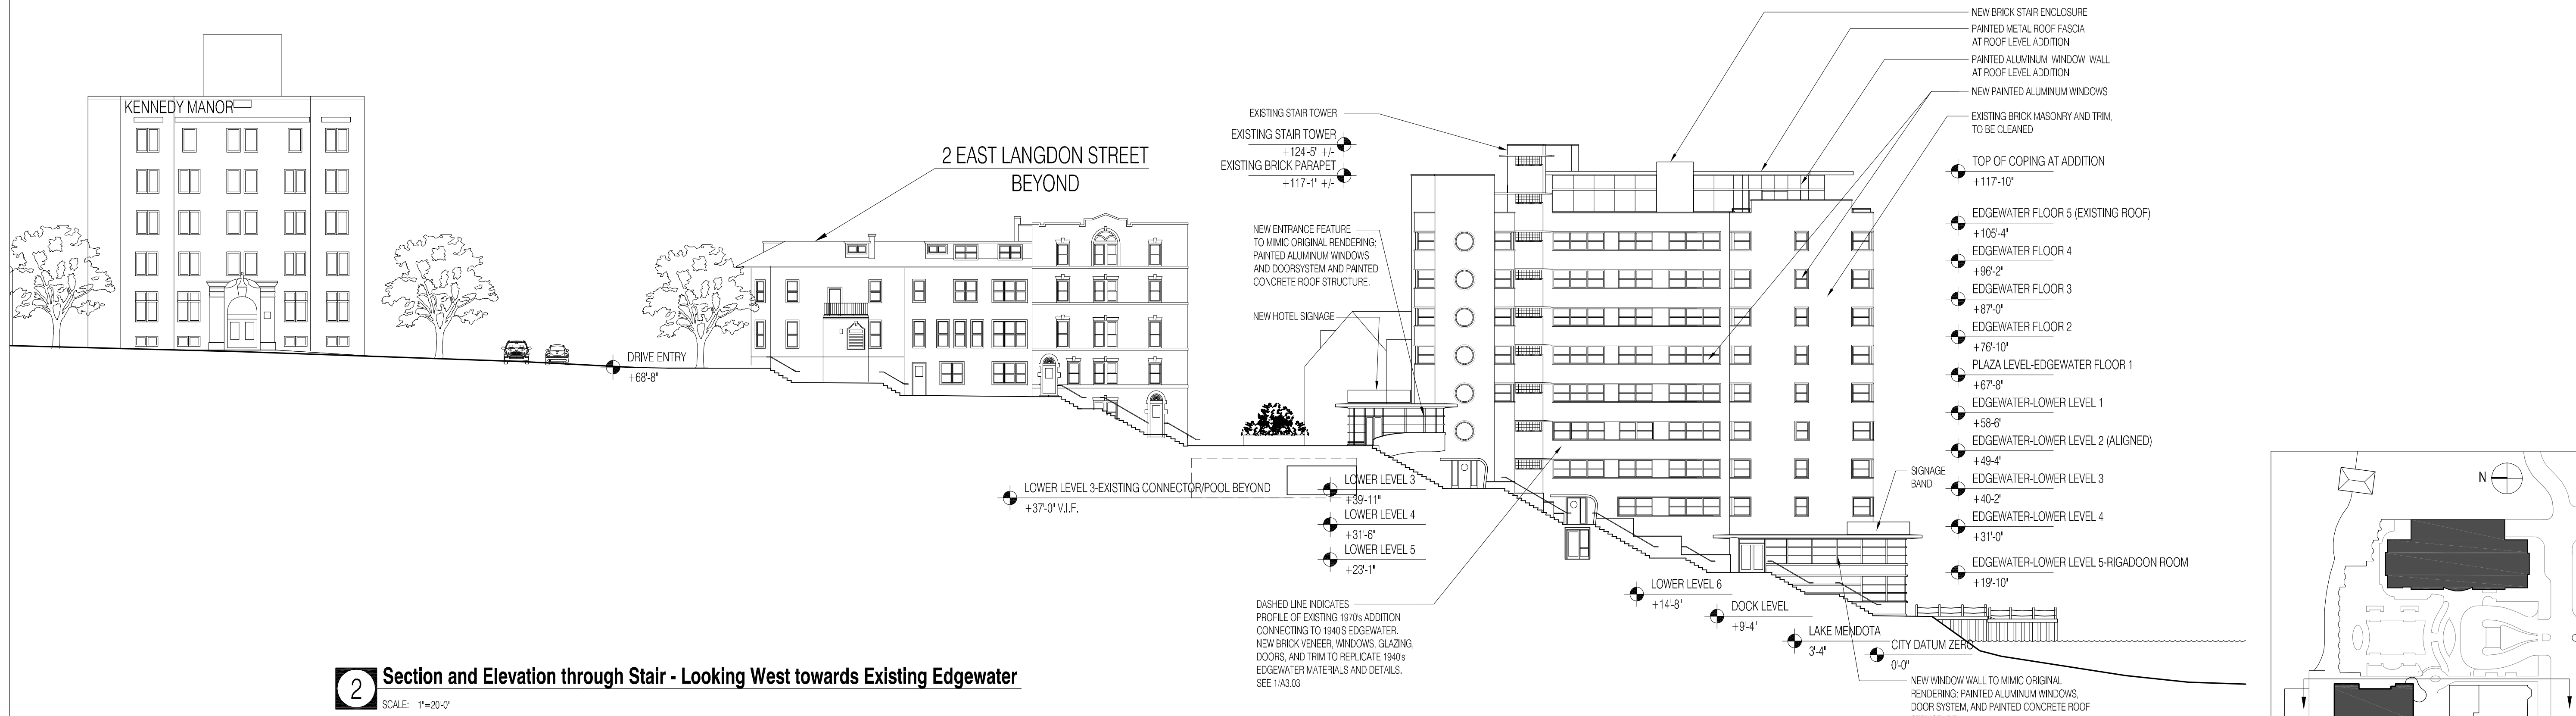 KENNEDY MANOR
2 EAST LANGDON STREET
BEYOND
DRIVE ENTRY
+68'-8"
LOWER LEVEL 3-EXISTING CONNECTOR/POOL BEYOND
+37'-0" V.I.F.
EXISTING STAIR TOWER
EXISTING STAIR TOWER
+124'-5" +/-
EXISTING BRICK PARAPET
+117'-1" +/-
NEW ENTRANCE FEATURE
TO MIMIC ORIGINAL RENDERING;
PAINTED ALUMINUM WINDOWS
AND DOORSYSTEM AND PAINTED
CONCRETE ROOF STRUCTURE.
NEW HOTEL SIGNAGE
LOWER LEVEL 3
+39'-11"
LOWER LEVEL 4
+31'-6"
LOWER LEVEL 5
+23'-1"
DASHED LINE INDICATES
PROFILE OF EXISTING 1970's ADDITION
CONNECTING TO 1940'S EDGEWATER.
NEW BRICK VENEER, WINDOWS, GLAZING,
DOORS, AND TRIM TO REPLICATE 1940's
EDGEWATER MATERIALS AND DETAILS.
SEE 1/A3.03
NEW BRICK STAIR ENCLOSURE
PAINTED METAL ROOF FASCIA
AT ROOF LEVEL ADDITION
PAINTED ALUMINUM WINDOW WALL
AT ROOF LEVEL ADDITION
NEW PAINTED ALUMINUM WINDOWS
EXISTING BRICK MASONRY AND TRIM,
TO BE CLEANED
TOP OF COPING AT ADDITION
+117'-10"
EDGEWATER FLOOR 5 (EXISTING ROOF)
+105'-4"
EDGEWATER FLOOR 4
+96'-2"
EDGEWATER FLOOR 3
+87'-0"
EDGEWATER FLOOR 2
+76'-10"
PLAZA LEVEL-EDGEWATER FLOOR 1
+67'-8"
EDGEWATER-LOWER LEVEL 1
+58'-6"
EDGEWATER-LOWER LEVEL 2 (ALIGNED)
+49'-4"
SIGNAGE
BAND
EDGEWATER-LOWER LEVEL 3
+40-2"
EDGEWATER-LOWER LEVEL 4
+31'-0"
EDGEWATER-LOWER LEVEL 5-RIGADOON ROOM
+19'-10"
LOWER LEVEL 6
+14'-8"
DOCK LEVEL
+9'-4"
LAKE MENDOTA
3'-4"
CITY DATUM ZERO
0'-0"
NEW WINDOW WALL TO MIMIC ORIGINAL
RENDERING: PAINTED ALUMINUM WINDOWS,
DOOR SYSTEM, AND PAINTED CONCRETE ROOF
N
2
Section and Elevation through Stair - Looking West towards Existing Edgewater
SCALE: 1"=20'-0"